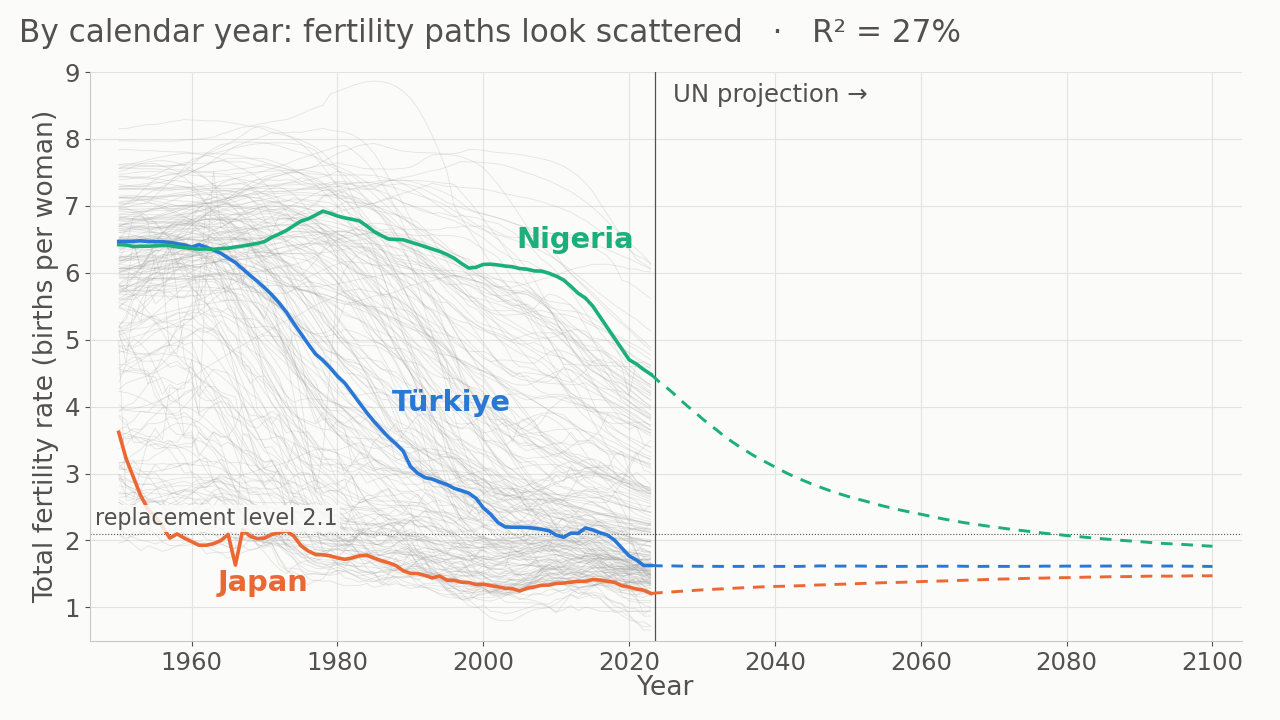 By calendar year: fertility paths look scattered · R² = 27%
Total fertility rate (births per woman)
9
8
7
6
5
4
3
2
1
UN projection →
Nigeria
Türkiye
replacement level 2.1
Japan
1960
1980
2000
2020
2040
2060
2080
2100
Year